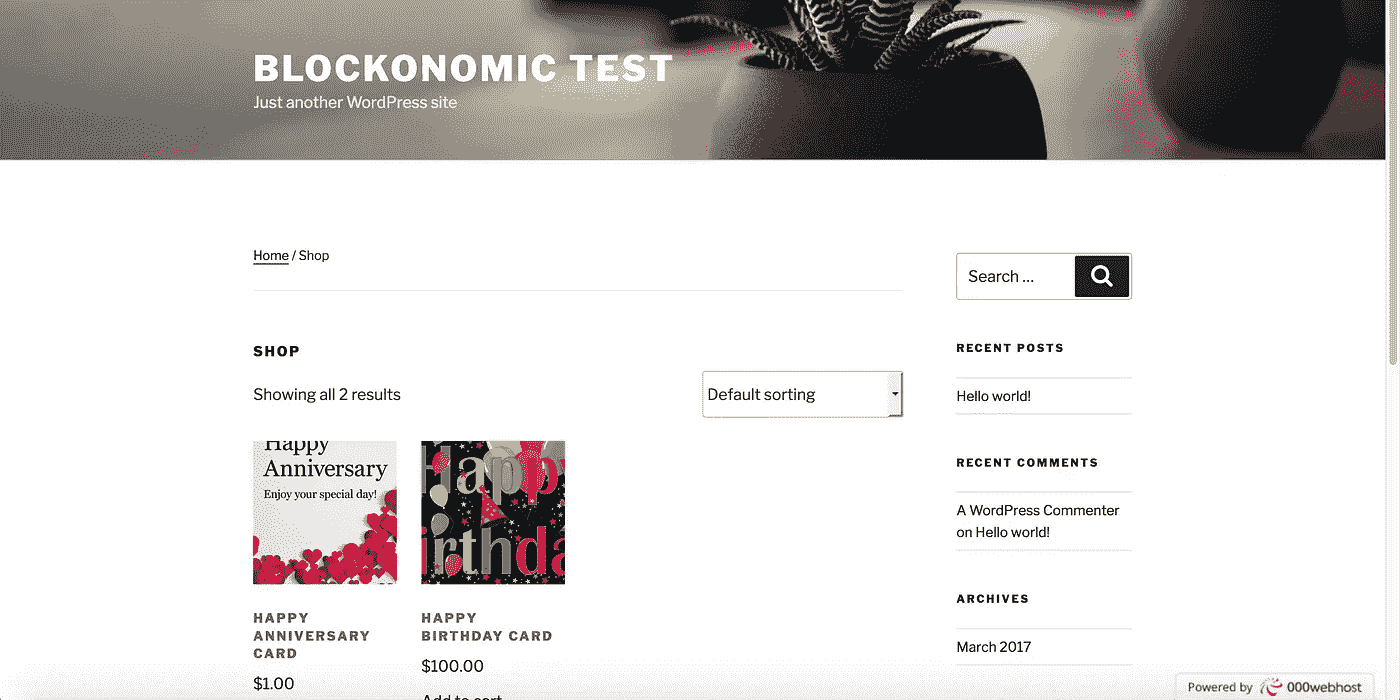 BLOCKONOMIC TEST
Just another WordPress site
Home / Shop
SHOP
Showing all 2 results
Default sorting
Happy
Anniversary
Enjoy your special day!
HAPPY
ANNIVERSARY
CARD
$1.00
Happy
Birthday
HAPPY
BIRTHDAY CARD
$100.00
Add to cart
Search ...
RECENT POSTS
Hello world!
RECENT COMMENTS
A WordPress Commenter
on Hello world!
ARCHIVES
March 2017
Powered by 000webhost